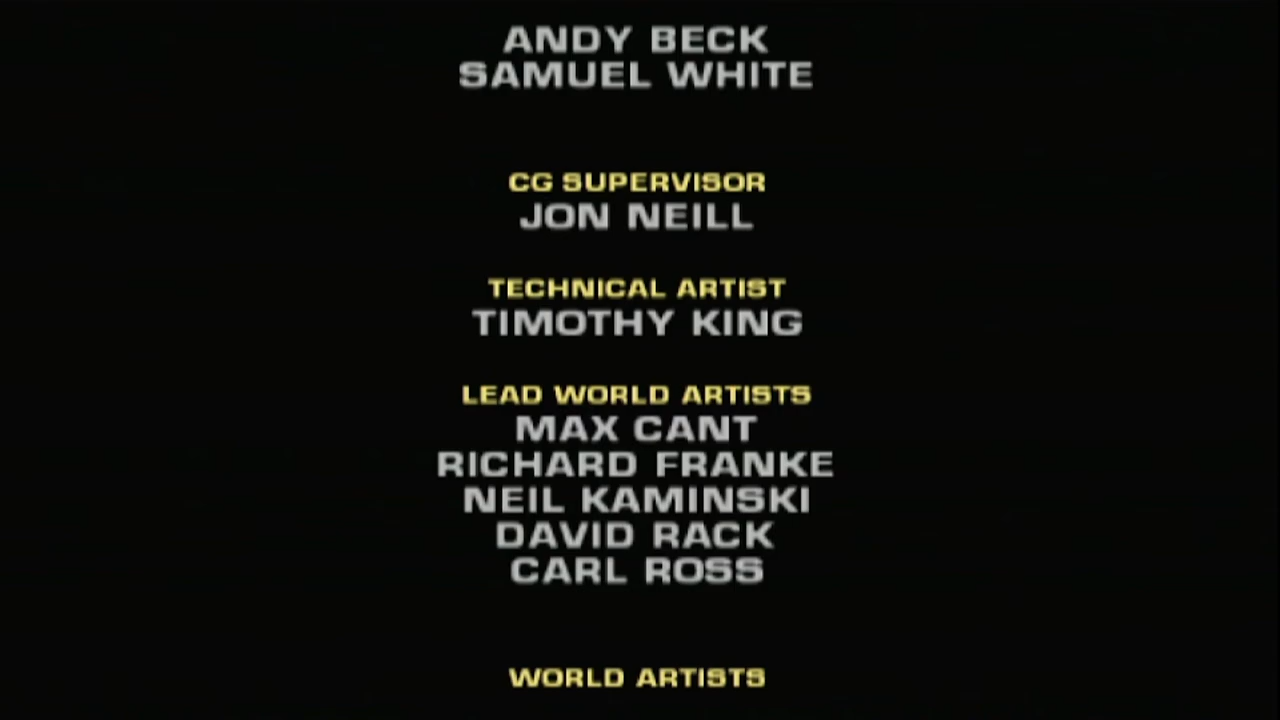 ANDY BECK
SAMUEL WHITE
CG SUPERVISOR
JON NEILL
TECHNICAL ARTIST
TIMOTHY KING
LEAD WORLD ARTISTS
MAX CANT
RICHARD FRANKE
NEIL KAMINSKI
DAVID RACK
CARL ROSS
WORLD ARTISTS